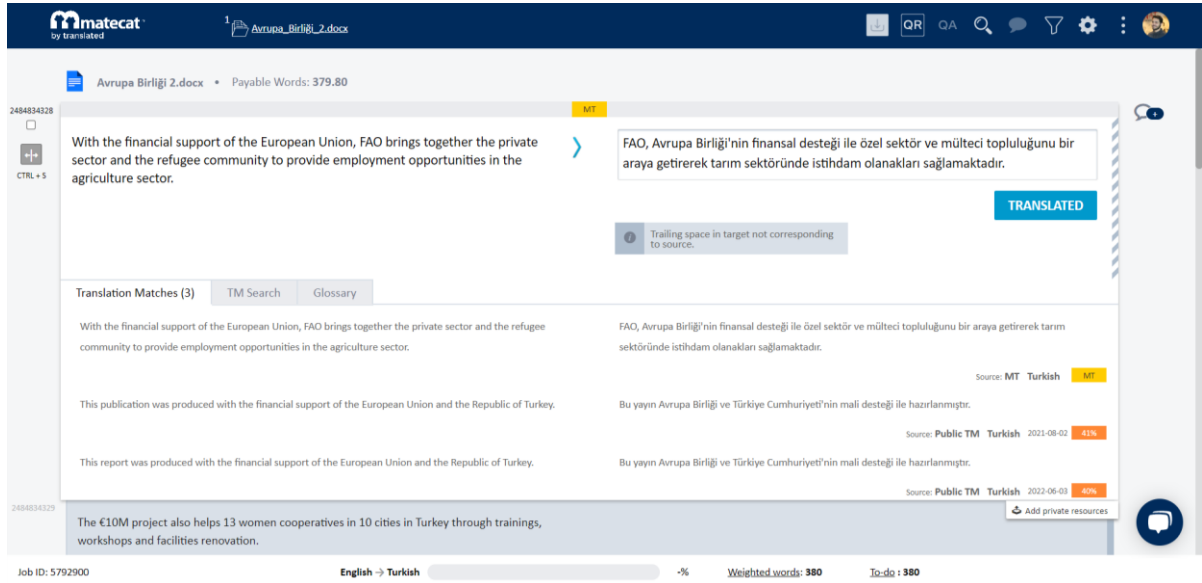 matecat
by translated
1
Avrupa_Birliği_2.docx
QR
QA
Avrupa Birliği 2.docx • Payable Words: 379.80
2484834328
MT
With the financial support of the European Union, FAO brings together the private
sector and the refugee community to provide employment opportunities in the
agriculture sector.
CTRL + S
FAO, Avrupa Birliği'nin finansal desteği ile özel sektör ve mülteci topluluğunu bir
araya getirerek tarım sektöründe istihdam olanakları sağlamaktadır.
TRANSLATED
Trailing space in target not corresponding
to source.
Translation Matches (3)
TM Search
Glossary
With the financial support of the European Union, FAO brings together the private sector and the refugee
community to provide employment opportunities in the agriculture sector.
FAO, Avrupa Birliği'nin finansal desteği ile özel sektör ve mülteci topluluğunu bir araya getirerek tarım
sektöründe istihdam olanakları sağlamaktadır.
Source: MT Turkish MT
This publication was produced with the financial support of the European Union and the Republic of Turkey.
Bu yayın Avrupa Birliği ve Türkiye Cumhuriyeti'nin mali desteği ile hazırlanmıştır.
Source: Public TM Turkish 2021-08-02 41%
This report was produced with the financial support of the European Union and the Republic of Turkey.
Bu yayın Avrupa Birliği ve Türkiye Cumhuriyeti'nin mali desteği ile hazırlanmıştır.
Source: Public TM Turkish 2022-06-03 40%
Add private resources
2484834329
The €10M project also helps 13 women cooperatives in 10 cities in Turkey through trainings,
workshops and facilities renovation.
Job ID: 5792900
English → Turkish
-%
Weighted words: 380
To-do : 380